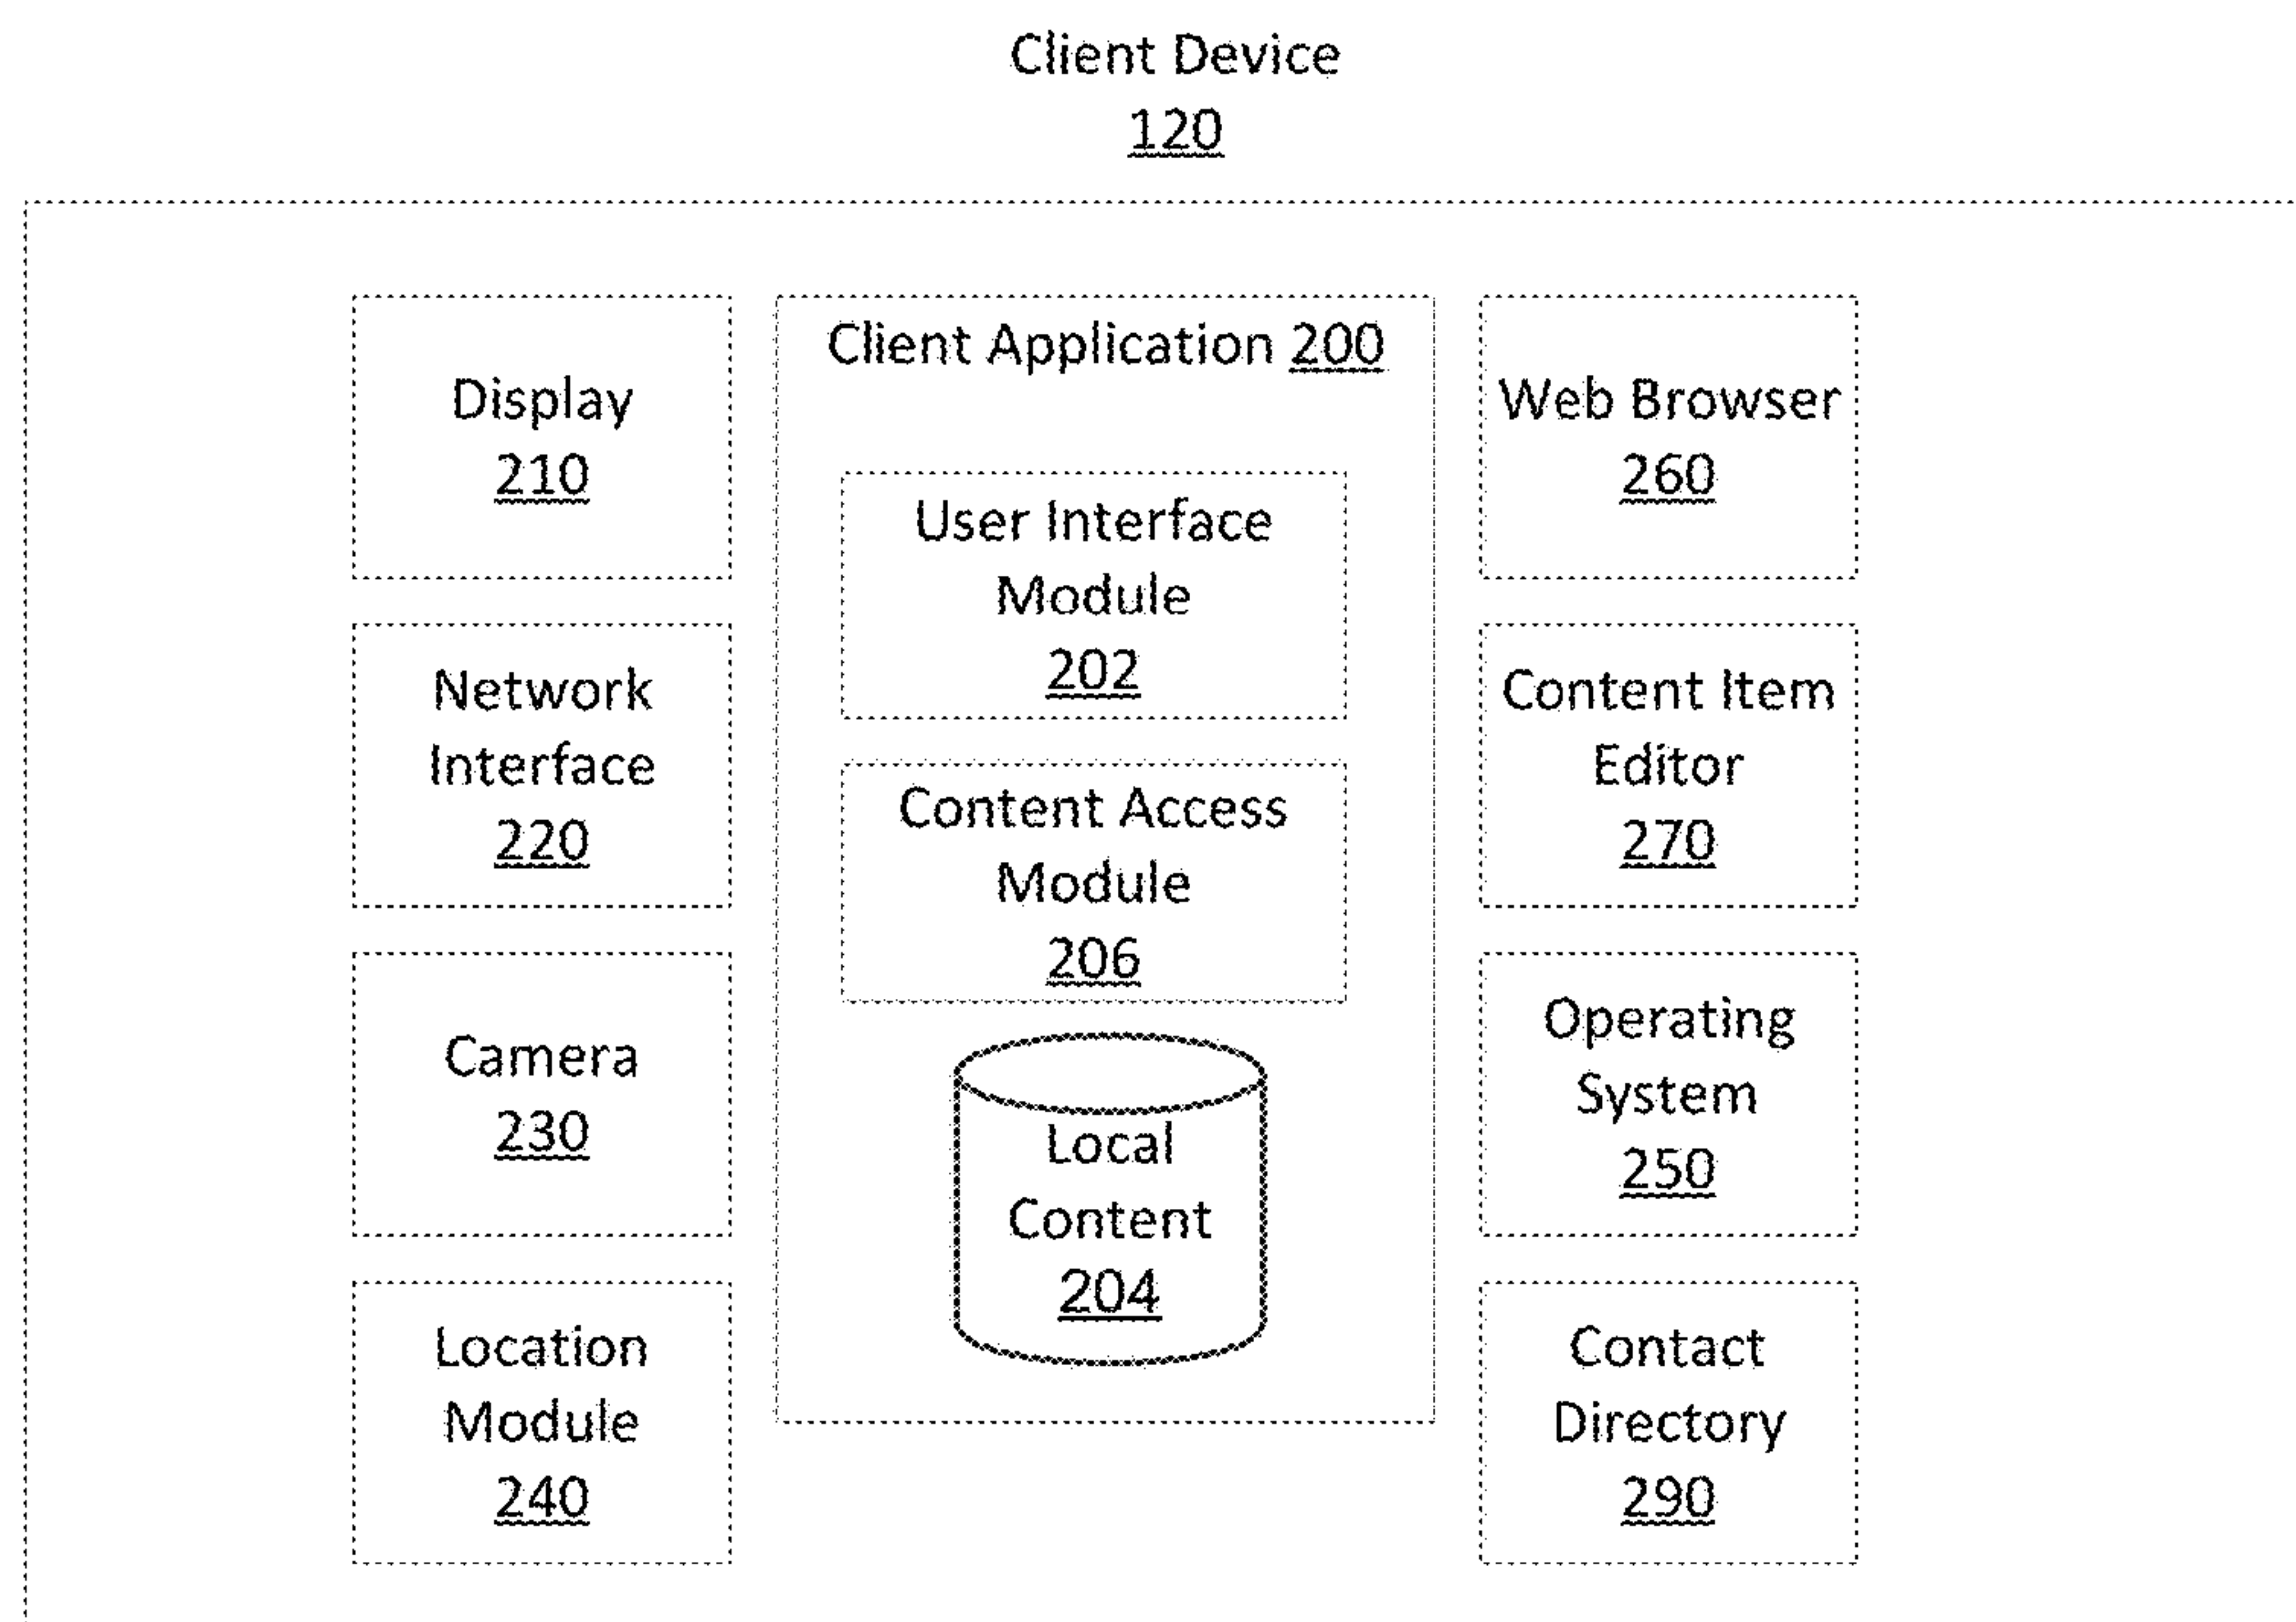 Client Device
120
Display
210
Network
Interface
220
Camera
230
Location
Module
240
Client Application 200
User Interface
Module
202
Content Access
Module
206
Local
Content
204
Web Browser
260
Content Item
Editor
270
Operating
System
250
Contact
Directory
290